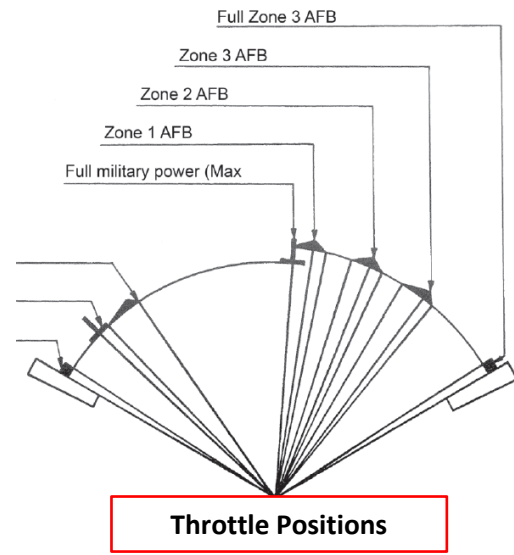 Full Zone 3 AFB
Zone 3 AFB
Zone 2 AFB
Zone 1 AFB
Full military power (Max
Throttle Positions